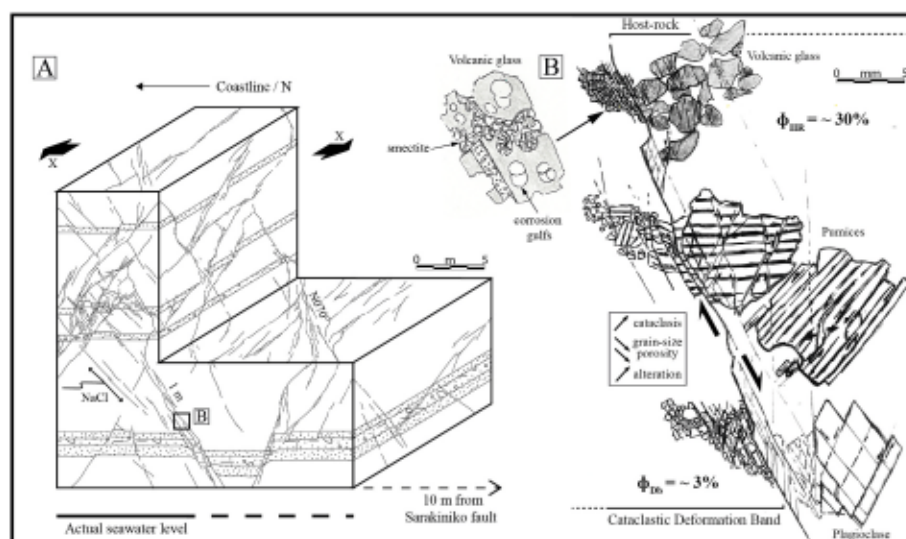 A
Coastline / N
X
X
0 m 5
N070°
1 m
NaCl
B
10 m from
Sarakiniko fault
Actual seawater level
B
Host-rock
Volcanic glass
Volcanic glass
0 mm 5
smectite
corrosion
gulfs
ϕHR = ~ 30%
Pumices
cataclasis
grain-size
porosity
alteration
ϕDb = ~ 3%
Cataclastic Deformation Band
Plagioclase